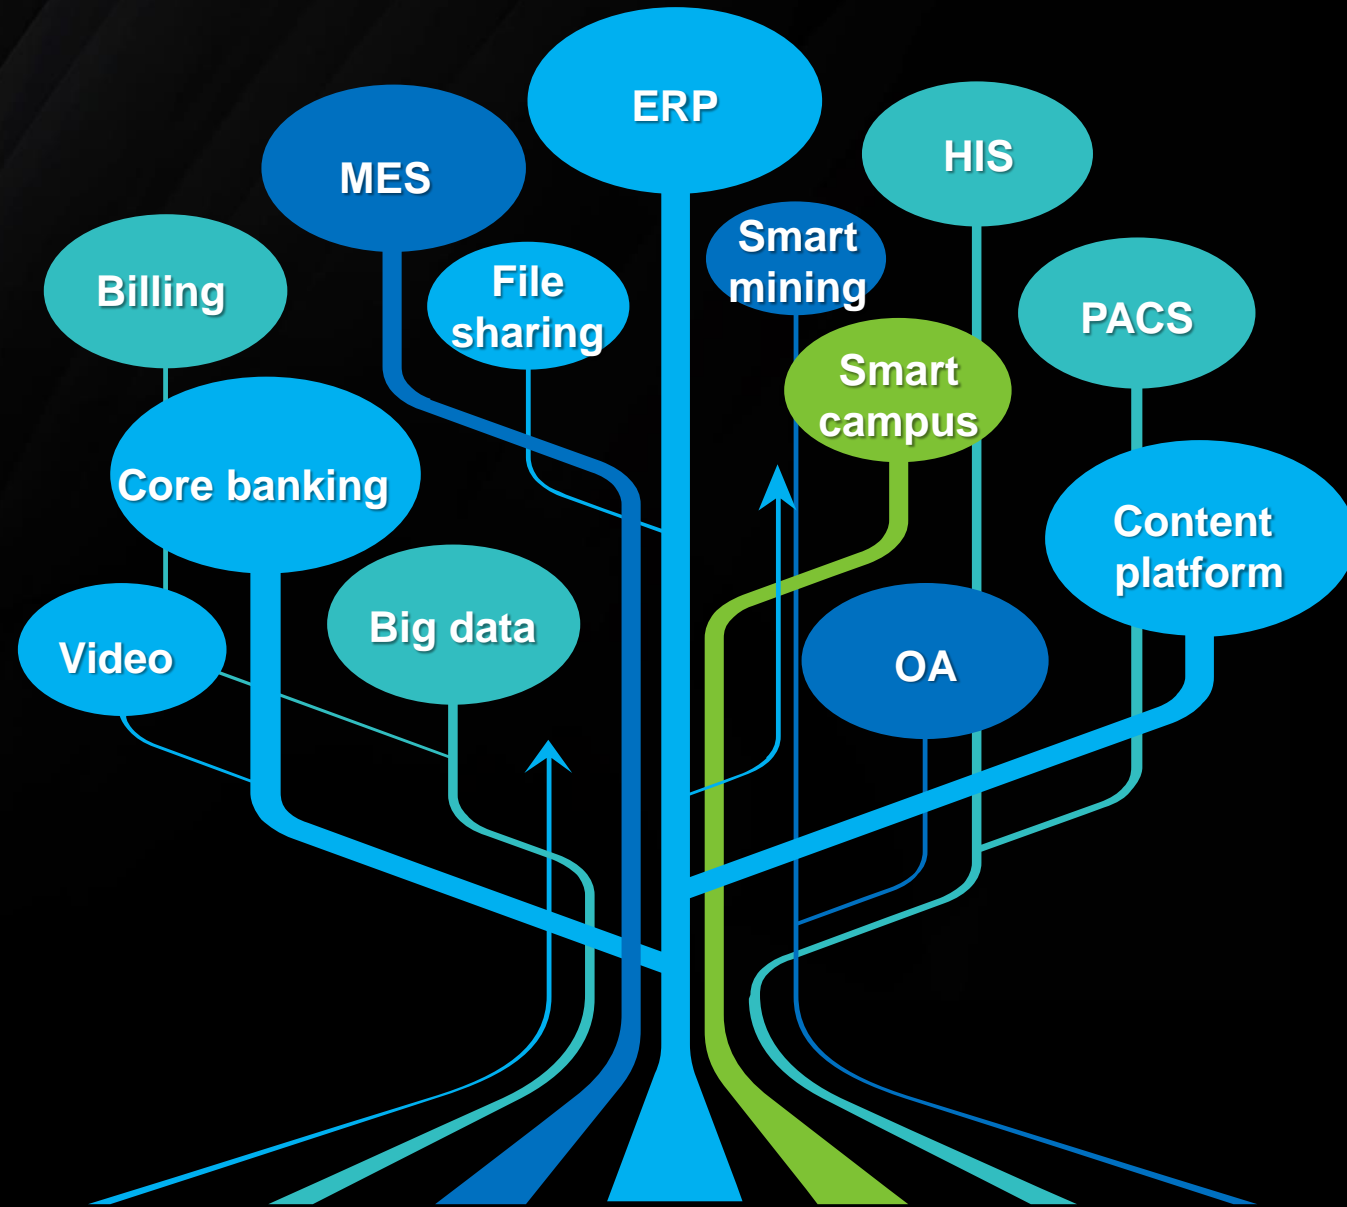 ERP
MES
HIS
Smart
mining
File
sharing
Billing
PACS
Smart
campus
Core banking
Content
platform
Big data
Video
OA